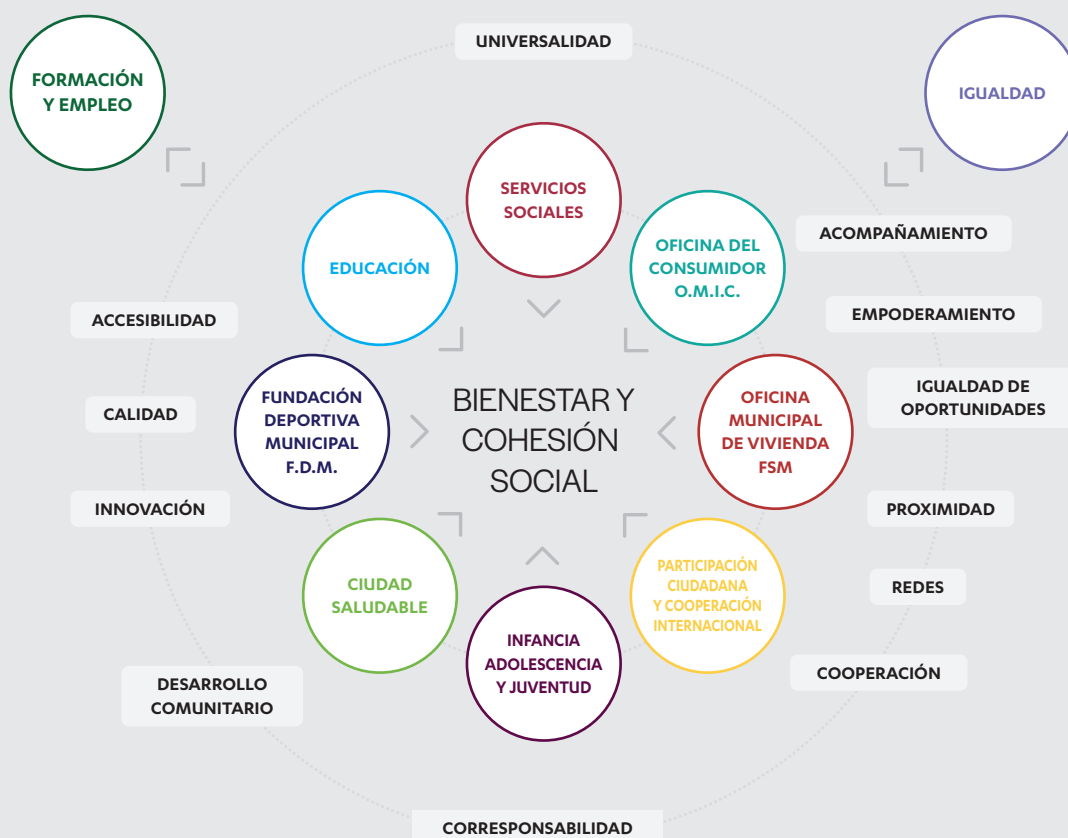 UNIVERSALIDAD
FORMACIÓN
Y EMPLEO
IGUALDAD
SERVICIOS
SOCIALES
EDUCACIÓN
OFICINA DEL
CONSUMIDOR
O.M.I.C.
ACOMPAÑAMIENTO
ACCESIBILIDAD
EMPODERAMIENTO
FUNDACIÓN
DEPORTIVA
MUNICIPAL
F.D.M.
BIENESTAR Y
COHESIÓN
SOCIAL
OFICINA
MUNICIPAL
DE VIVIENDA
FSM
IGUALDAD DE
OPORTUNIDADES
CALIDAD
INNOVACIÓN
PROXIMIDAD
CIUDAD
SALUDABLE
INFANCIA
ADOLESCENCIA
Y JUVENTUD
PARTICIPACIÓN
CIUDADANA
Y COOPERACIÓN
INTERNACIONAL
REDES
COOPERACIÓN
DESARROLLO
COMUNITARIO
CORRESPONSABILIDAD